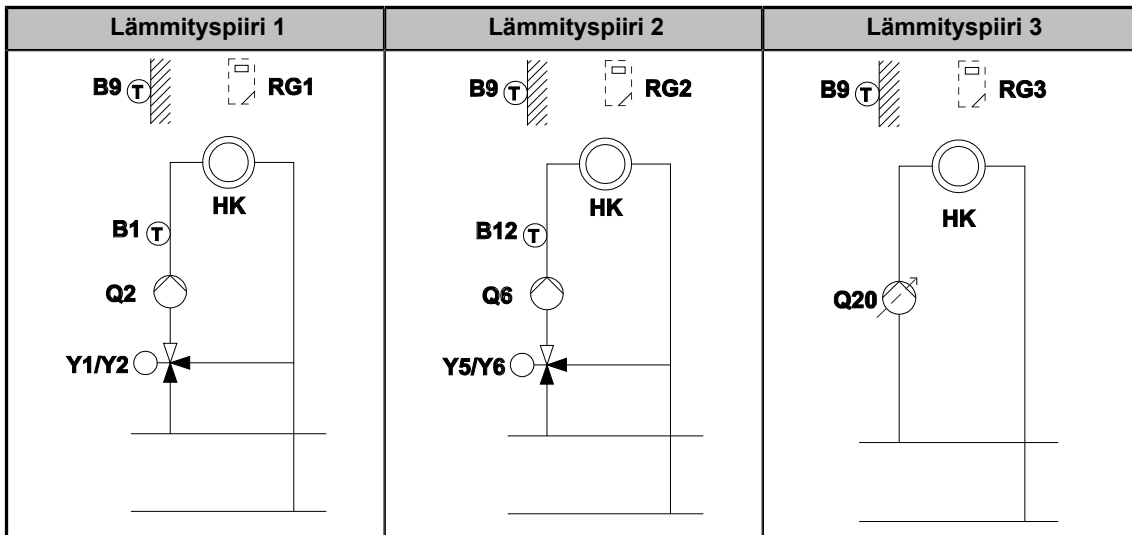 Lämmityspiiri 1
B9 T RG1
HK
B1 T
Q2
Y1/Y2
Lämmityspiiri 2
B9 T RG2
HK
B12 T
Q6
Y5/Y6
Lämmityspiiri 3
B9 T RG3
HK
Q20